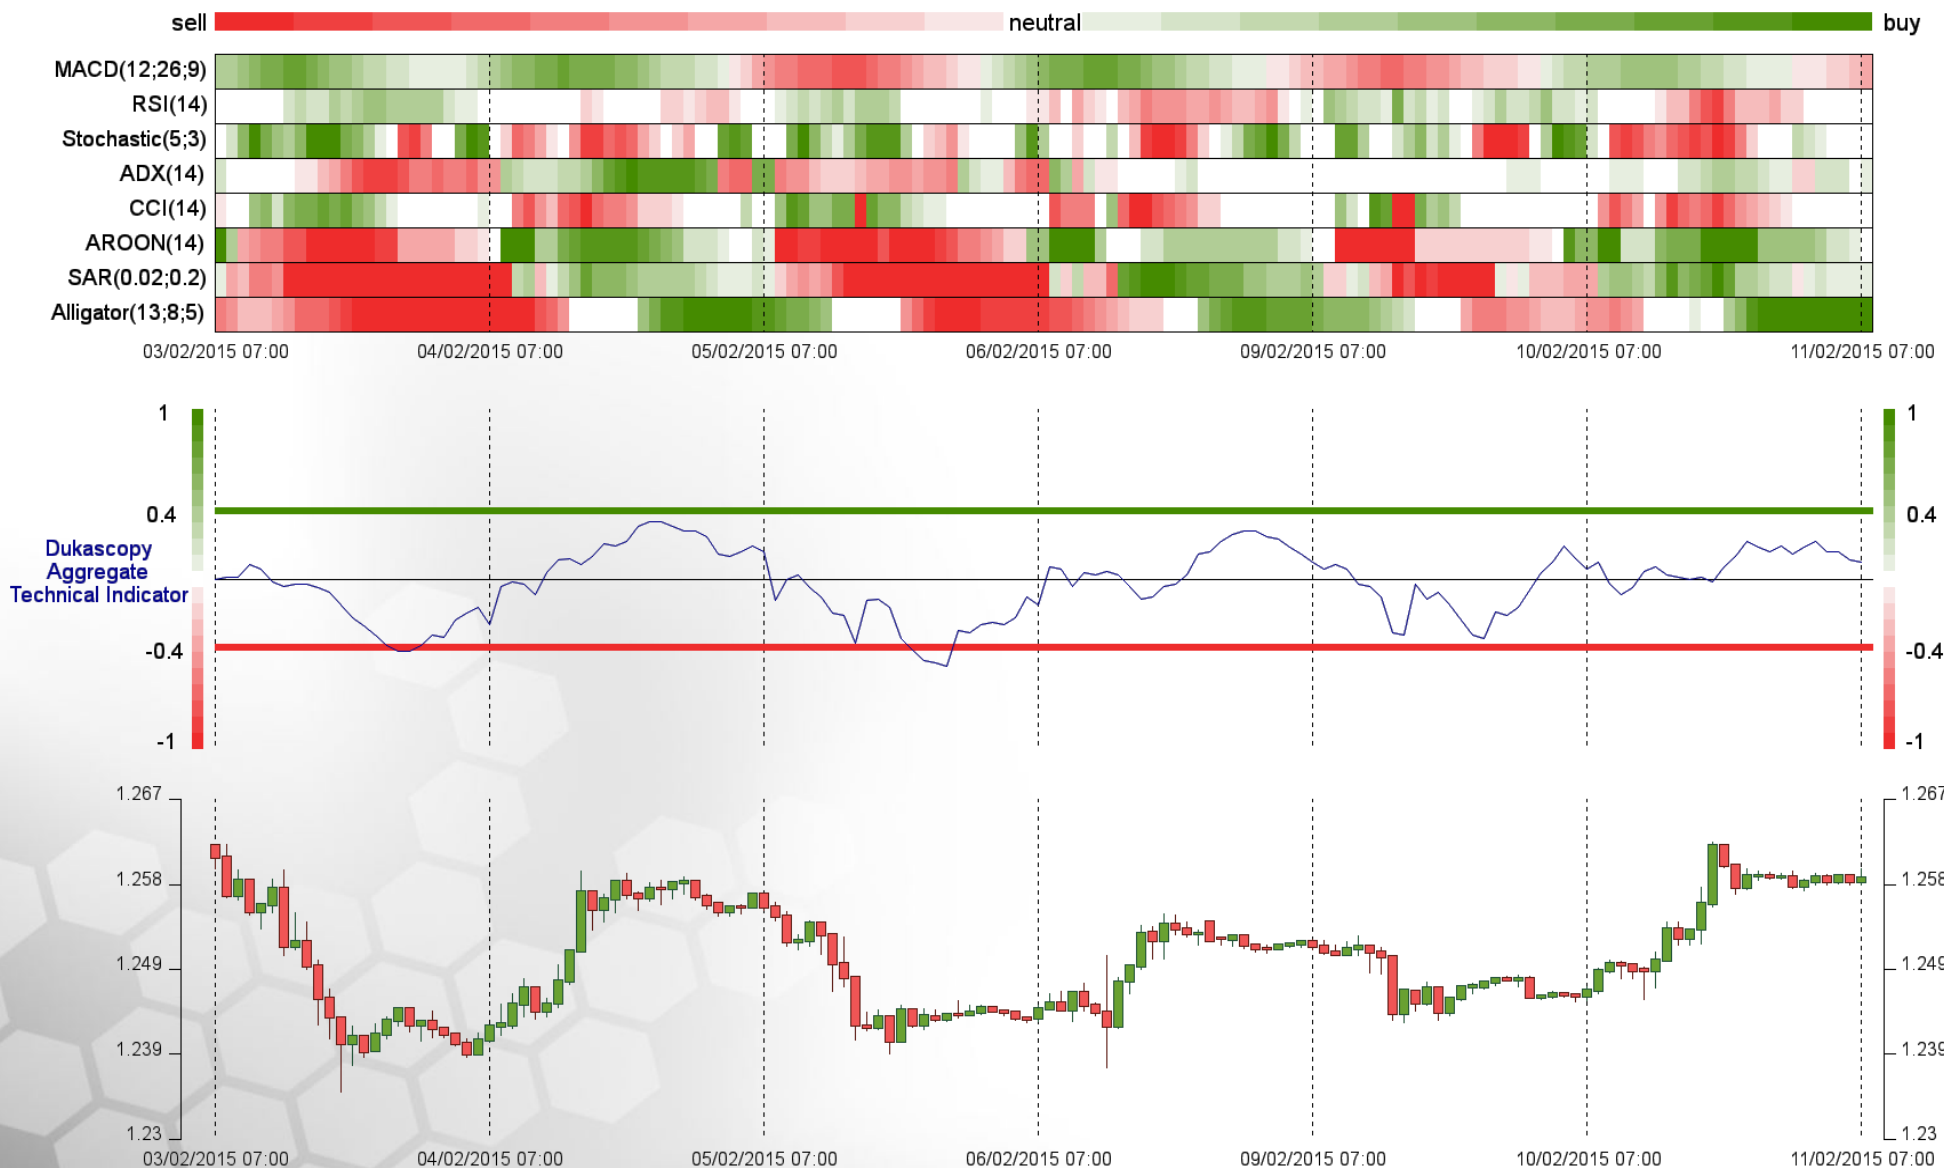 sell neutral buy
MACD(12;26;9)
RSI(14)
Stochastic(5;3)
ADX(14)
CCI(14)
AROON(14)
SAR(0.02;0.2)
Alligator(13;8;5)
03/02/2015 07:00 04/02/2015 07:00 05/02/2015 07:00 06/02/2015 07:00 09/02/2015 07:00 10/02/2015 07:00 11/02/2015 07:00
1 1
0.4 0.4
Dukascopy
Aggregate
Technical Indicator
-0.4 -0.4
-1 -1
1.267 1.267
1.258 1.258
1.249 1.249
1.239 1.239
1.23 1.23
03/02/2015 07:00 04/02/2015 07:00 05/02/2015 07:00 06/02/2015 07:00 09/02/2015 07:00 10/02/2015 07:00 11/02/2015 07:00